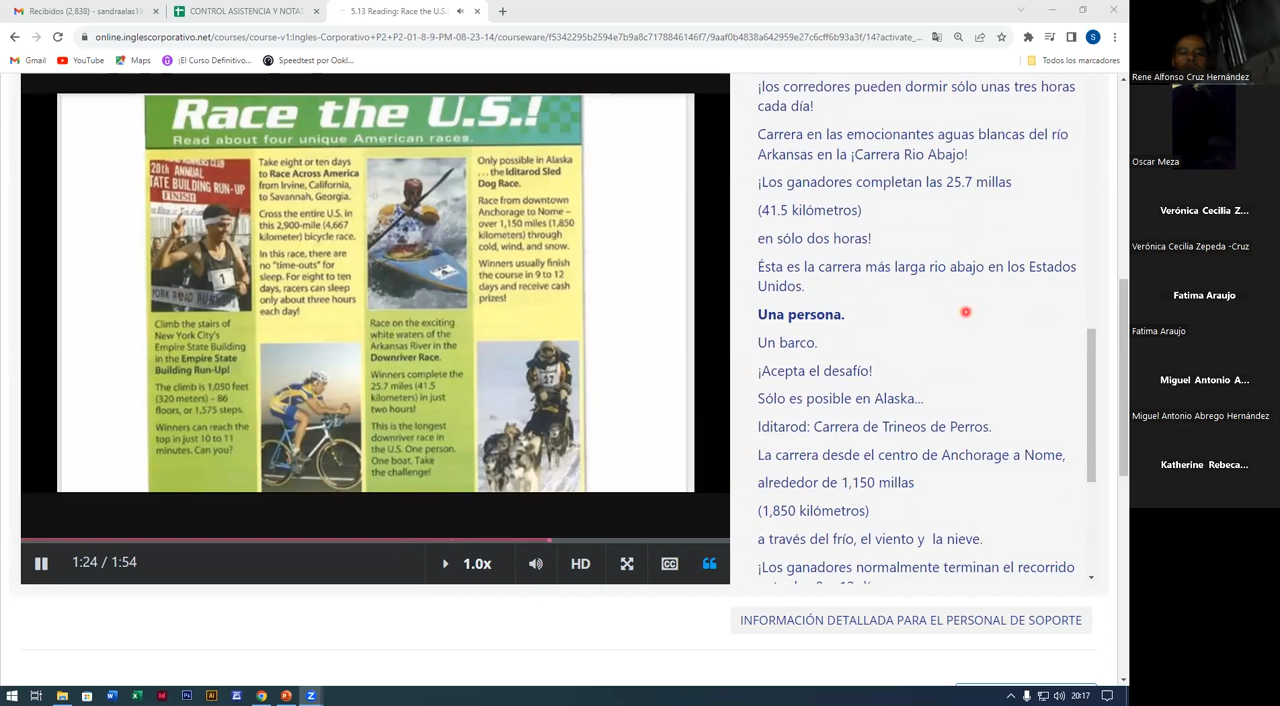 Recibidos (2,838) - sandraalas1
CONTROL ASISTENCIA Y NOTAS
5.13 Reading: Race the U.S.
online.inglescorporativo.net/courses/course-v1:Ingles-Corporativo+P2+P2-01-8-9-PM-08-23-14/courseware/f5342295b2594e7b9a8c7178846146f7/9aaf0b4838a642959e27c6cff6b93a3f/14?activate_...
S
Gmail
YouTube
Maps
¡El Curso Definitivo...
Speedtest por Ookl...
Todos los marcadores
Race the U.S.!
Read about four unique American races.
20th ANNUAL
TATE BUILDING RUN-UP
FINISH
1
YORK ROAD RUN
Climb the stairs of
New York City's
Empire State Building
in the Empire State
Building Run-Up!
The climb is 1,050 feet
(320 meters) – 86
floors, or 1,575 steps.
Winners can reach the
top in just 10 to 11
minutes. Can you?
Take eight or ten days
to Race Across America
from Irvine, California,
to Savannah, Georgia.
Cross the entire U.S. in
this 2,900-mile (4,667
kilometer) bicycle race.
In this race, there are
no "time-outs" for
sleep. For eight to ten
days, racers can sleep
only about three hours
each day!
Race on the exciting
white waters of the
Arkansas River in the
Downriver Race.
Winners complete the
25.7 miles (41.5
kilometers) in just
two hours!
This is the longest
downriver race in
the U.S. One person.
One boat. Take
the challenge!
Only possible in Alaska
... the Iditarod Sled
Dog Race.
Race from downtown
Anchorage to Nome –
over 1,150 miles (1,850
kilometers) through
cold, wind, and snow.
Winners usually finish
the course in 9 to 12
days and receive cash
prizes!
27
1:24 / 1:54
1.0x
HD
CC
¡los corredores pueden dormir sólo unas tres horas
cada día!
Carrera en las emocionantes aguas blancas del río
Arkansas en la ¡Carrera Rio Abajo!
¡Los ganadores completan las 25.7 millas
(41.5 kilómetros)
en sólo dos horas!
Ésta es la carrera más larga rio abajo en los Estados
Unidos.
Una persona.
Un barco.
¡Acepta el desafío!
Sólo es posible en Alaska...
Iditarod: Carrera de Trineos de Perros.
La carrera desde el centro de Anchorage a Nome,
alrededor de 1,150 millas
(1,850 kilómetros)
a través del frío, el viento y la nieve.
¡Los ganadores normalmente terminan el recorrido
INFORMACIÓN DETALLADA PARA EL PERSONAL DE SOPORTE
Rene Alfonso Cruz Hernández
Oscar Meza
Verónica Cecilia Z...
Verónica Cecilia Zepeda -Cruz
Fatima Araujo
Fatima Araujo
Miguel Antonio A...
Miguel Antonio Abrego Hernández
Katherine Rebeca...
20:17